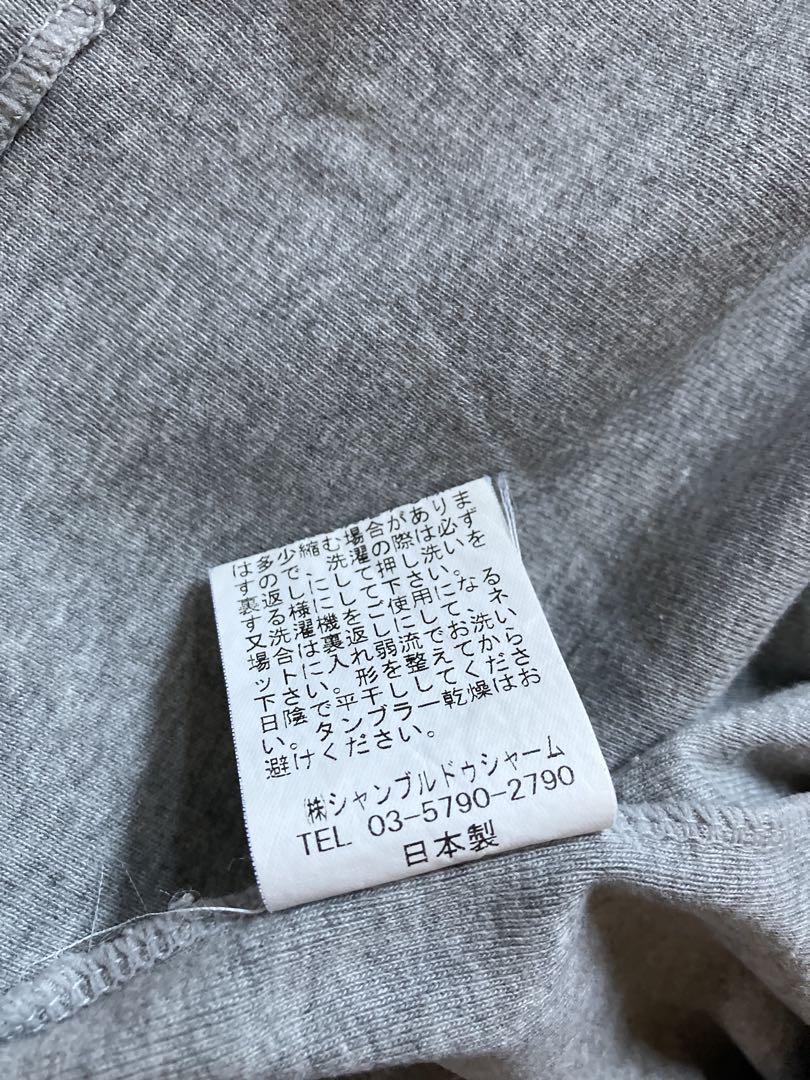 は多少縮む場合がありま
すので、洗濯の際は必ず
裏返しにして押し洗いを
する様にして下さい。
又洗濯機をご使用になる
場合は裏返しにして、ネ
ットに入れ弱流でお洗い
下さい。形を整えてから
日陰で平干ししてくださ
い。タンブラー乾燥はお
避けください。
㈱シャンブルドゥシャーム
TEL 03-5790-2790
日本製